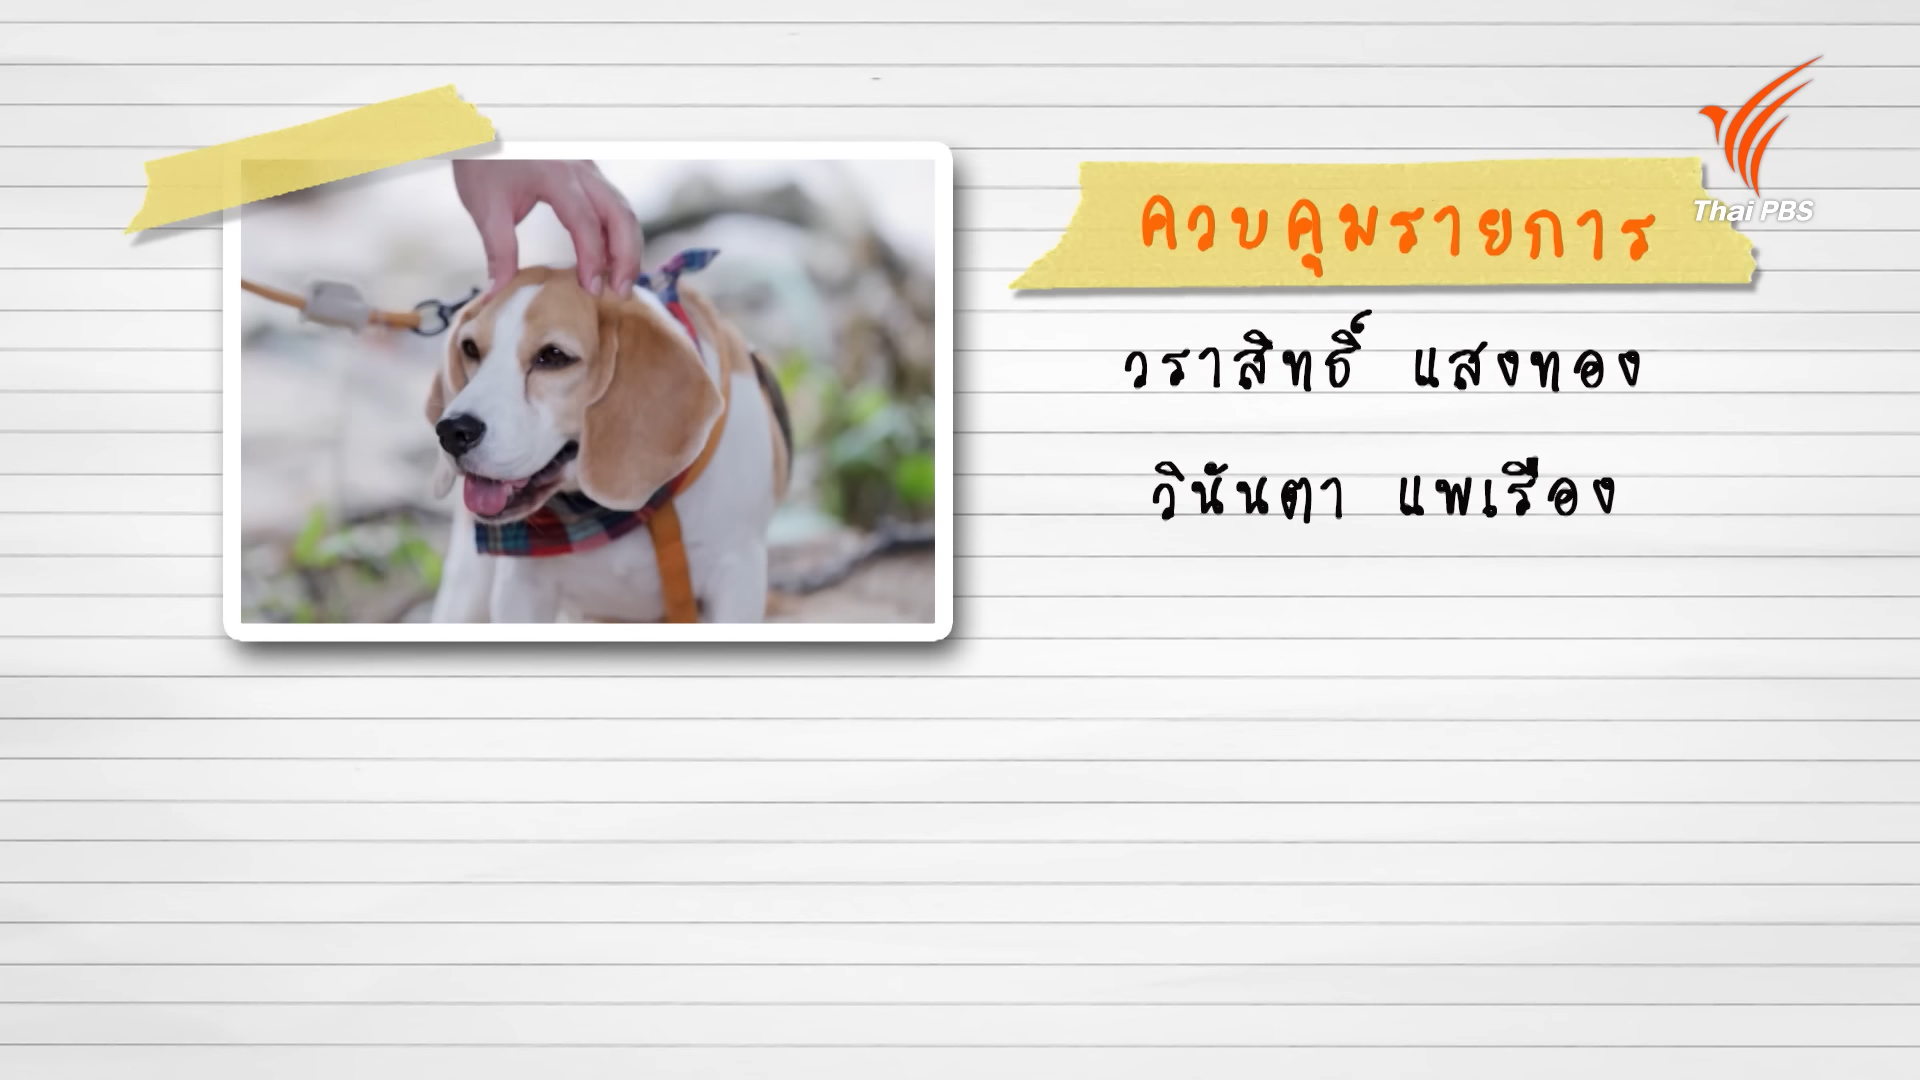 ควบคุมรายการ
Thai PBS
วราสิทธิ์ แสงทอง
วินันตา แพเรือง